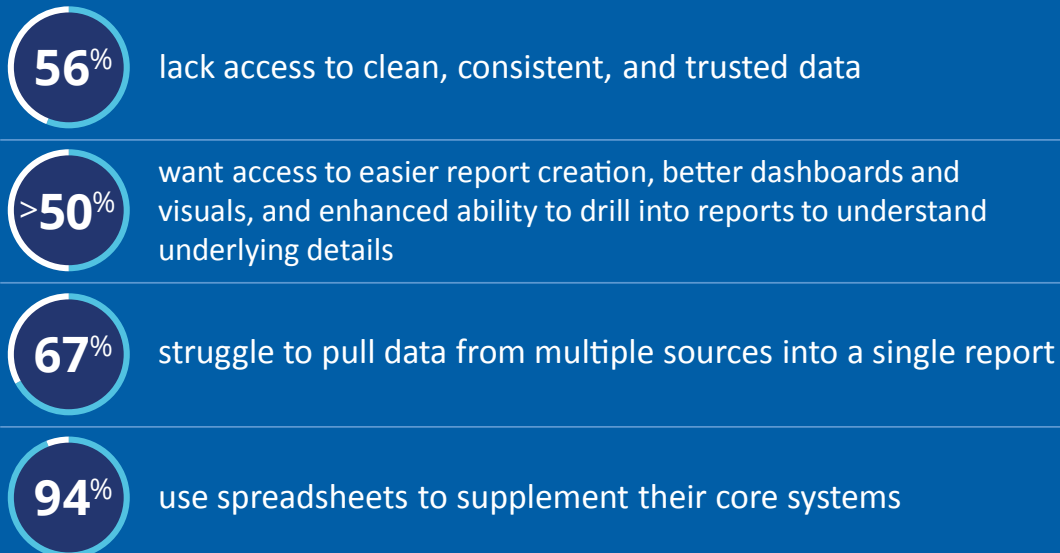 56%
lack access to clean, consistent, and trusted data
>50%
want access to easier report creation, better dashboards and
visuals, and enhanced ability to drill into reports to understand
underlying details
67%
struggle to pull data from multiple sources into a single report
94%
use spreadsheets to supplement their core systems